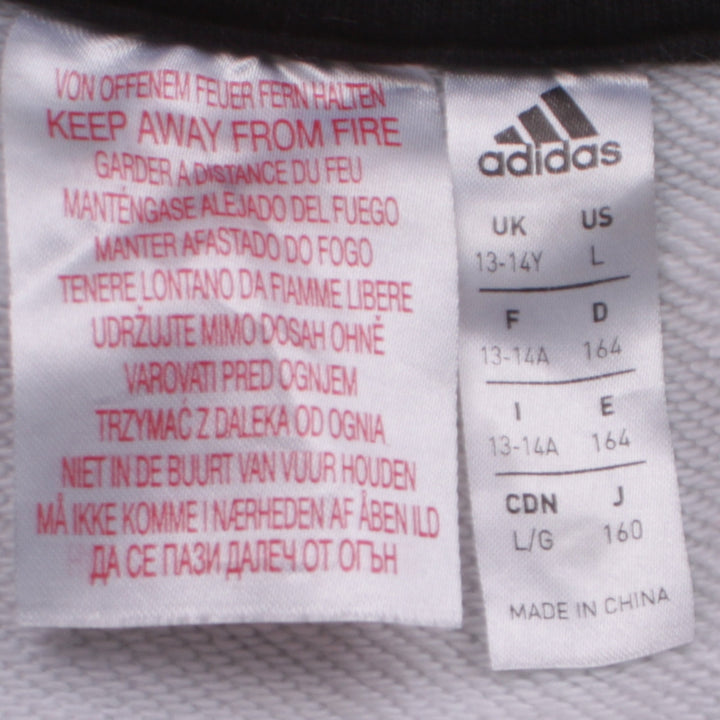 VON OFFENEM FEUER FERN HALTEN
KEEP AWAY FROM FIRE
GARDER A DISTANCE DU FEU
MANTÉNGASE ALEJADO DEL FUEGO
MANTER AFASTADO DO FOGO
TENERE LONTANO DA FIAMME LIBERE
UDRŽUJTE MIMO DOSAH OHNĚ
VAROVATI PRED OGNJEM
TRZYMAĆ Z DALEKA OD OGNIA
NIET IN DE BUURT VAN VUUR HOUDEN
MÅ IKKE KOMME I NÆRHEDEN AF ÅBEN ILD
ДА СЕ ПАЗИ ДАЛЕЧ ОТ ОГЪН
adidas
UK US
13-14Y L
F D
13-14A 164
I E
13-14A 164
CDN J
L/G 160
MADE IN CHINA